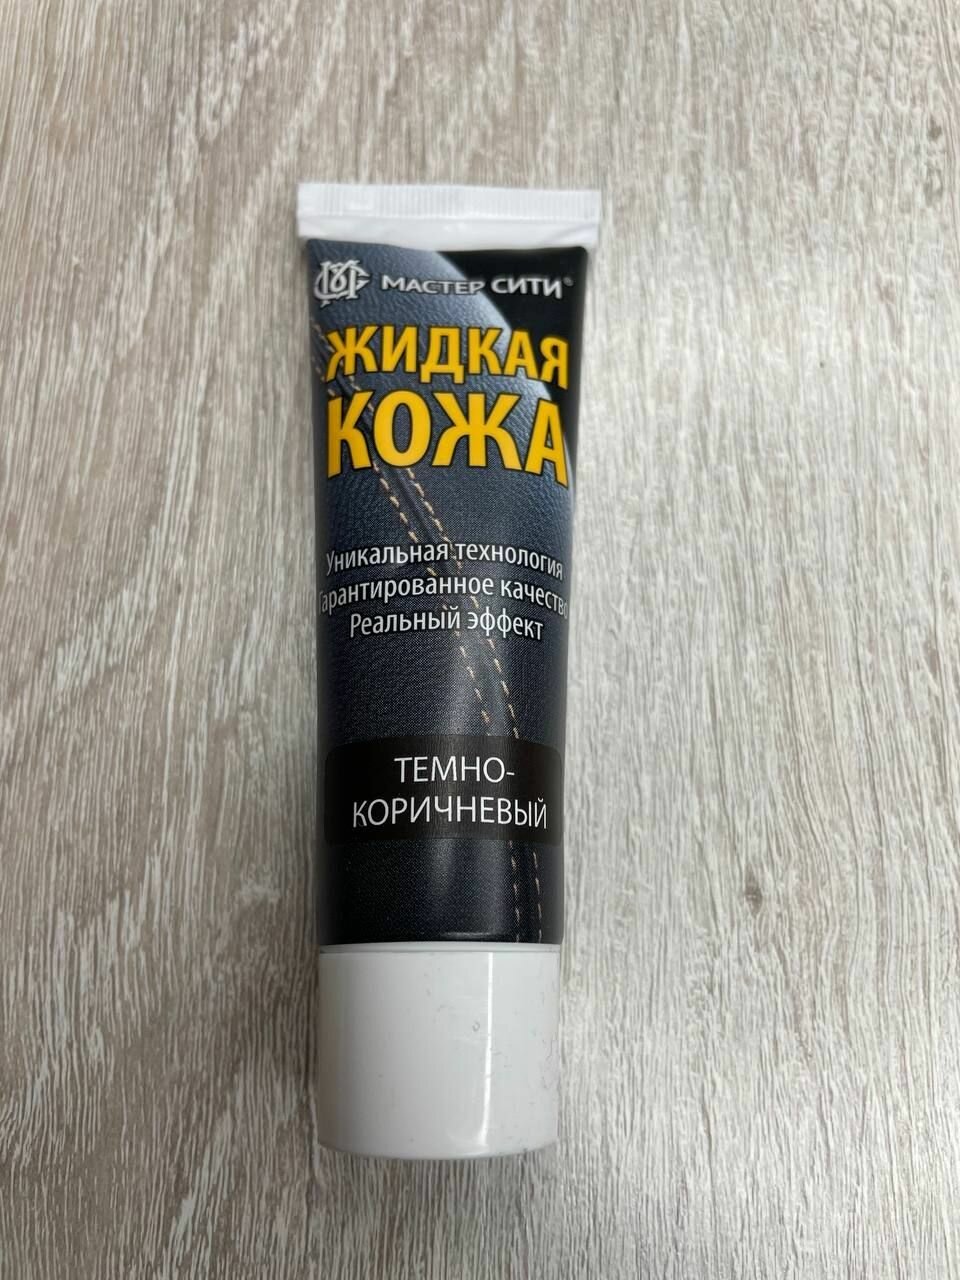 МАСТЕР СИТИ®
ЖИДКАЯ
КОЖА
Уникальная технология
Гарантированное качество
Реальный эффект
ТЕМНО-
КОРИЧНЕВЫЙ